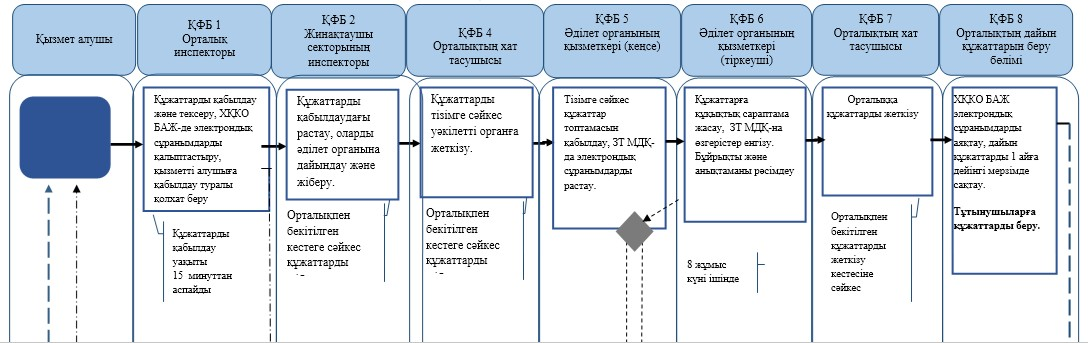 Қызмет алушы
ҚФБ 1
Орталық
инспекторы
ҚФБ 2
Жинақтаушы
секторының
инспекторы
ҚФБ 4
Орталықтың хат
тасушысы
ҚФБ 5
Әділет органының
қызметкері (кеңсе)
ҚФБ 6
Әділет органының
қызметкері
(тіркеуші)
ҚФБ 7
Орталықтың хат
тасушысы
ҚФБ 8
Орталықтың дайын
құжаттарын беру
бөлімі
Құжаттарды қабылдау
және тексеру, ХҚКО
БАЖ-де электрондық
сұранымдарды
қалыптастыру,
қызметті алушыға
қабылдау туралы
қолхат беру
Құжаттарды
қабылдаудағы
растау, оларды
әділет органына
дайындау және
жіберу.
Құжаттарды
тізімге сәйкес
уәкілетті органға
жеткізу.
Тізімге сәйкес
құжаттар
топтамасын
қабылдау, ЗТ МДҚ-
да электрондық
сұранымдарды
растау.
Құжаттарға
құқықтық сараптама
жасау, ЗТ МДҚ-на
өзгерістер енгізу.
Бұйрықты және
анықтаманы ресімдеу
Орталыққа
құжаттарды жеткізу
ХҚКО БАЖ
электрондық
сұранымдарды
аяқтау, дайын
құжаттарды 1 айға
дейінгі мерзімде
сақтау.
Тұтынушыларға
құжаттарды беру.
Құжаттарды
қабылдау
уақыты
15 минуттан
аспайды
Орталықпен
бекітілген
кестеге сәйкес
құжаттарды
Орталықпен
бекітілген
кестеге сәйкес
құжаттарды
8 жұмыс
күні ішінде
Орталықпен
бекітілген
құжаттарды
жеткізу
кестесіне
сәйкес